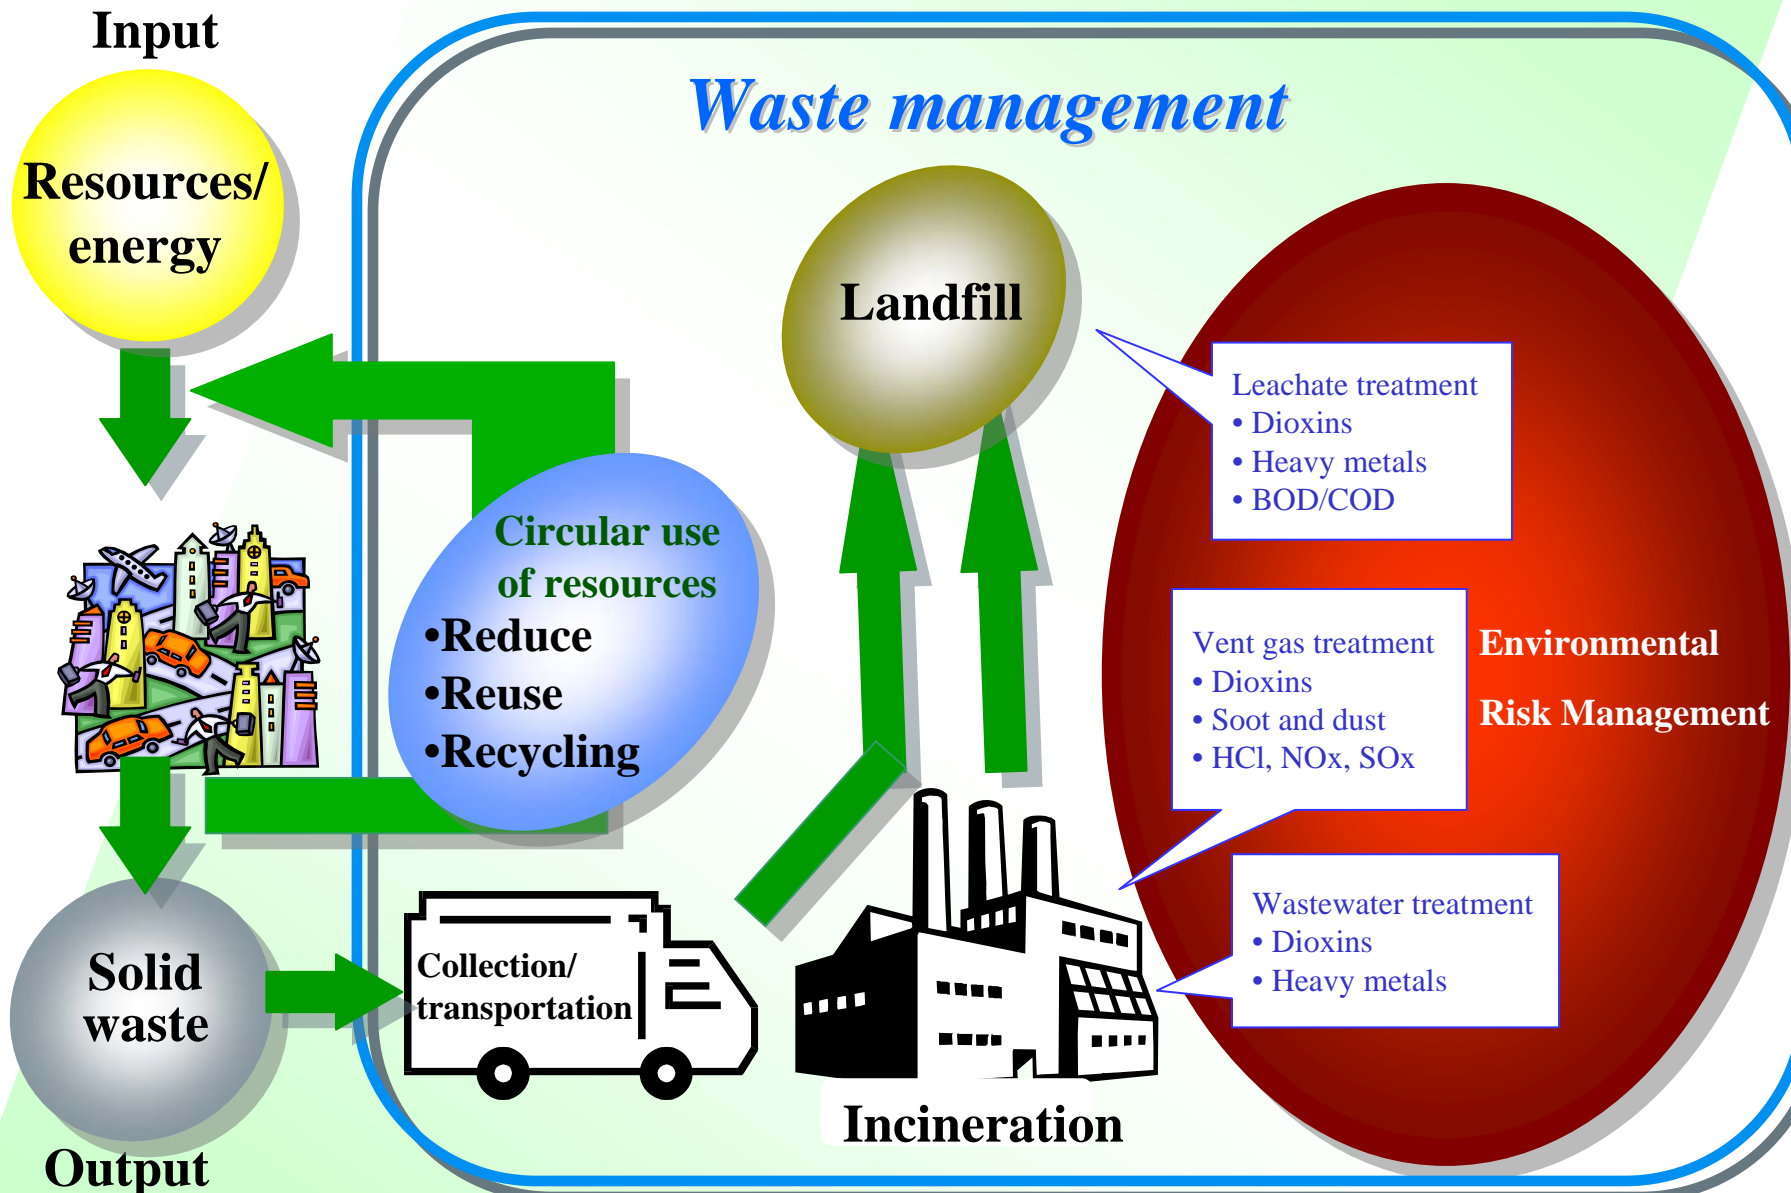 Input
Resources/
energy
Waste management
Landfill
Leachate treatment
• Dioxins
• Heavy metals
• BOD/COD
Circular use
of resources
•Reduce
•Reuse
•Recycling
Vent gas treatment
• Dioxins
• Soot and dust
• HCl, NOx, SOx
Environmental
Risk Management
Wastewater treatment
• Dioxins
• Heavy metals
Solid
waste
Collection/
transportation
Incineration
Output